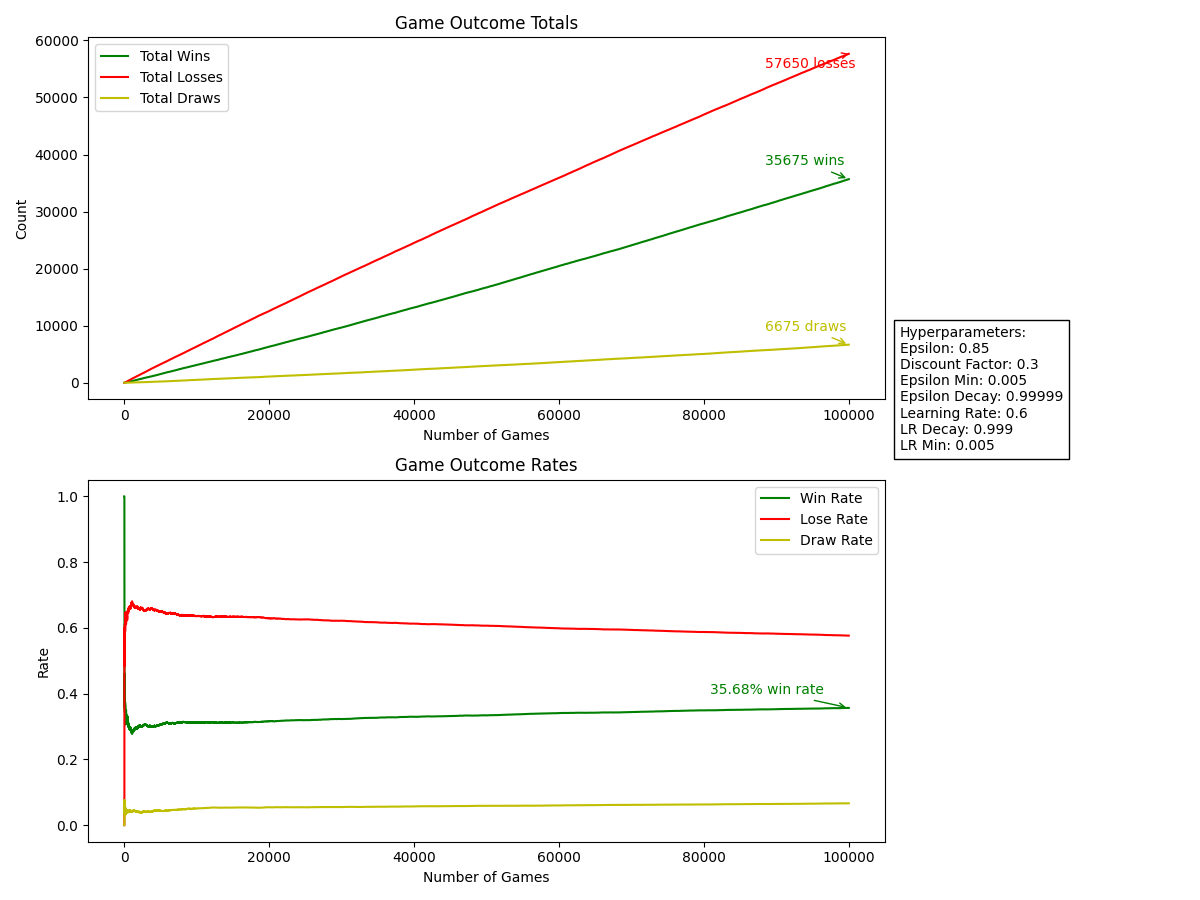 Game Outcome Totals
60000
50000
40000
30000
20000
10000
0
Count
Total Wins
Total Losses
Total Draws
57650 losses
35675 wins
6675 draws
0
20000
40000
60000
80000
100000
Number of Games
Hyperparameters:
Epsilon: 0.85
Discount Factor: 0.3
Epsilon Min: 0.005
Epsilon Decay: 0.99999
Learning Rate: 0.6
LR Decay: 0.999
LR Min: 0.005
Game Outcome Rates
1.0
0.8
0.6
0.4
0.2
0.0
Rate
Win Rate
Lose Rate
Draw Rate
35.68% win rate
0
20000
40000
60000
80000
100000
Number of Games